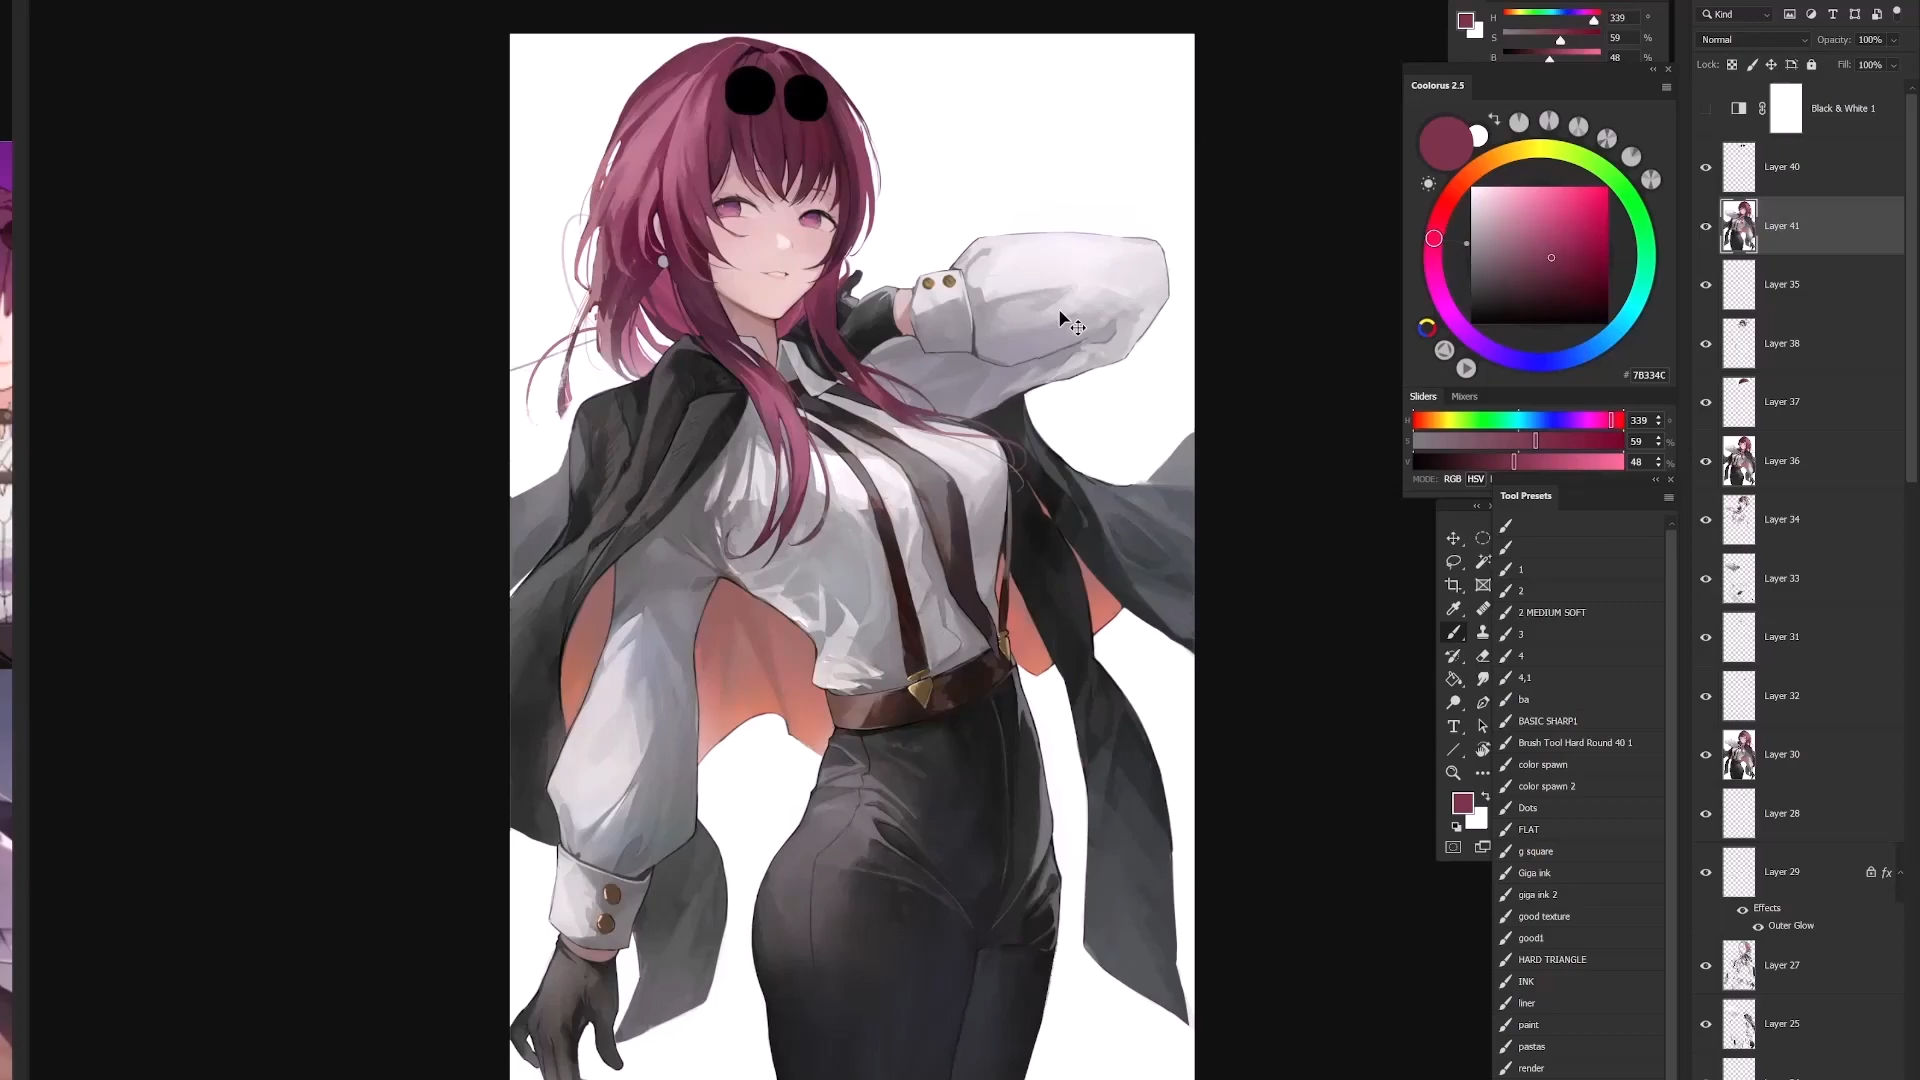 H 339 °
S 59 %
B 48 %
Coolorus 2.5
# 7B334C
Sliders Mixers
H 339 °
S 59 %
V 48 %
MODE: RGB HSV
Tool Presets
1
2
2 MEDIUM SOFT
3
4
4,1
ba
BASIC SHARP1
Brush Tool Hard Round 40 1
color spawn
color spawn 2
Dots
FLAT
g square
Giga ink
giga ink 2
good texture
good1
HARD TRIANGLE
INK
liner
paint
pastas
render
Kind
Normal Opacity: 100%
Lock: Fill: 100%
Black & White 1
Layer 40
Layer 41
Layer 35
Layer 38
Layer 37
Layer 36
Layer 34
Layer 33
Layer 31
Layer 32
Layer 30
Layer 28
Layer 29 fx
Effects
Outer Glow
Layer 27
Layer 25